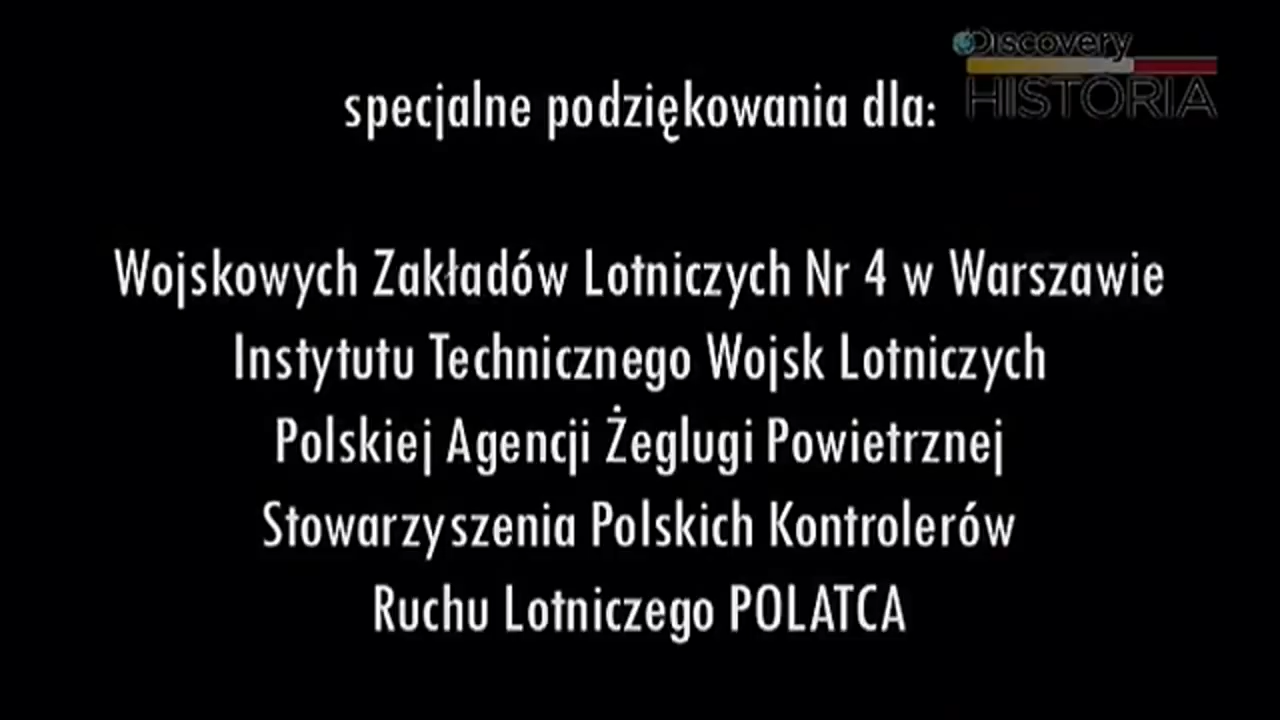 Discovery
HISTORIA
specjalne podziękowania dla:
Wojskowych Zakładów Lotniczych Nr 4 w Warszawie
Instytutu Technicznego Wojsk Lotniczych
Polskiej Agencji Żeglugi Powietrznej
Stowarzyszenia Polskich Kontrolerów
Ruchu Lotniczego POLATCA